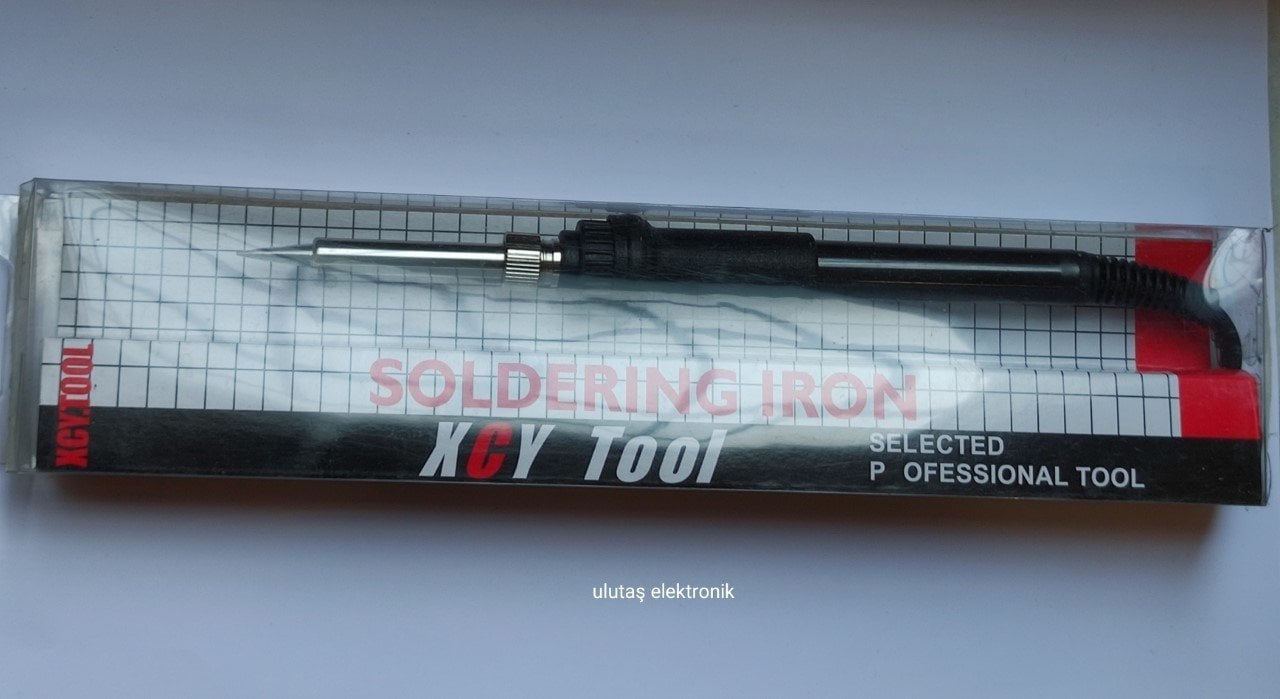 XCY.TOOL
SOLDERING IRON
XCY Tool
SELECTED
P OFESSIONAL TOOL
ulutaş elektronik